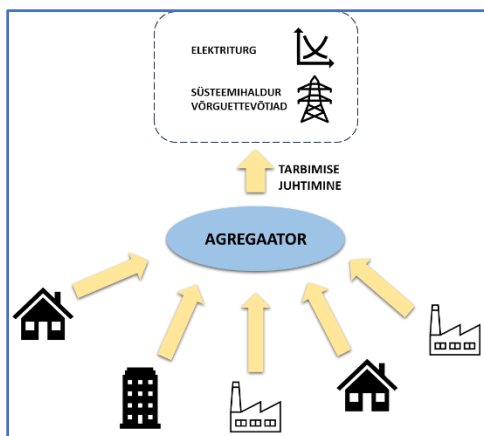 ELEKTRITURG
SÜSTEEMIHALDUR
VÕRGUETTEVÕTJAD
TARBIMISE
JUHTIMINE
AGREGAATOR